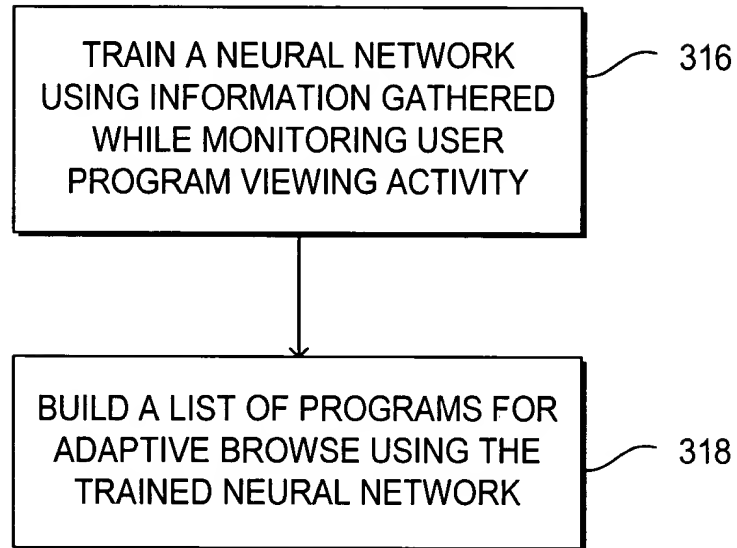 TRAIN A NEURAL NETWORK
USING INFORMATION GATHERED
WHILE MONITORING USER
PROGRAM VIEWING ACTIVITY
316
BUILD A LIST OF PROGRAMS FOR
ADAPTIVE BROWSE USING THE
TRAINED NEURAL NETWORK
318